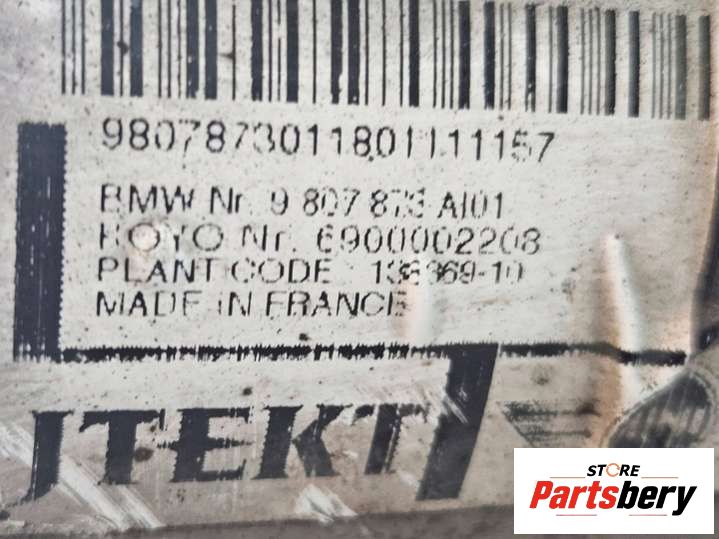 9807873011801111157
BMW Nr. 9 807 873 AI01
KOYO Nr. 6900002208
PLANT CODE : 136369-10
MADE IN FRANCE
JTEKT
STORE
Partsbery